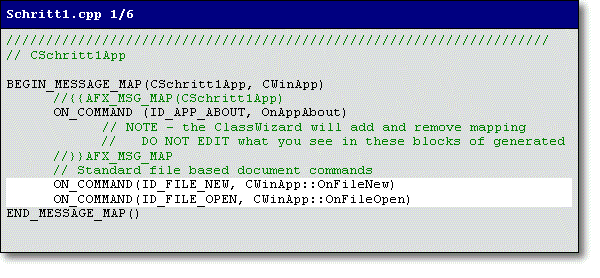 Schritt1.cpp 1/6
/////////////////////////////////////////////////////////////////////
// CSchritt1App
BEGIN_MESSAGE_MAP(CSchritt1App, CWinApp)
//{{AFX_MSG_MAP(CSchritt1App)
ON_COMMAND (ID_APP_ABOUT, OnAppAbout)
// NOTE - the ClassWizard will add and remove mapping
//   DO NOT EDIT what you see in these blocks of generated
//}}AFX_MSG_MAP
// Standard file based document commands
ON_COMMAND(ID_FILE_NEW, CWinApp::OnFileNew)
ON_COMMAND(ID_FILE_OPEN, CWinApp::OnFileOpen)
END_MESSAGE_MAP()